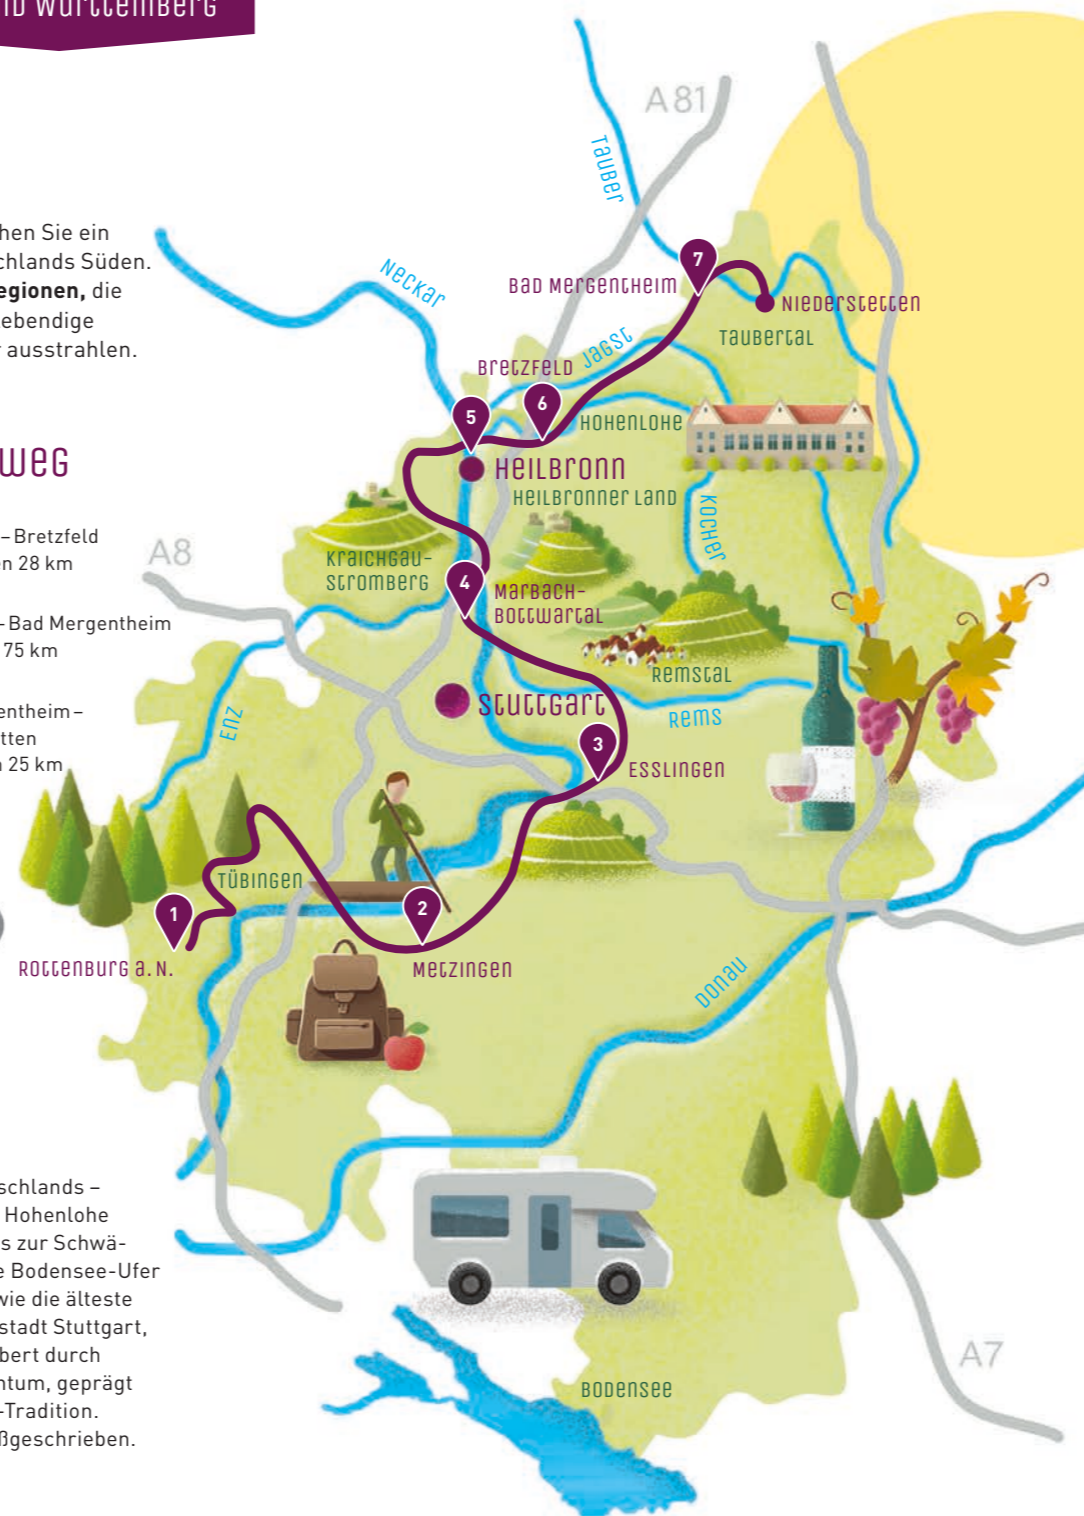 ND WÜRTTEMBERG
hen Sie ein
chlands Süden.
egionen, die
ebendige
r ausstrahlen.
WEG
– Bretzfeld
en 28 km
– Bad Mergentheim
75 km
entheim –
tten
n 25 km
schlands –
Hohenlohe
s zur Schwä-
e Bodensee-Ufer
wie die älteste
stadt Stuttgart,
bert durch
ntum, geprägt
-Tradition.
ßgeschrieben.
A 81
TAUBER
NECKAR
7
BAD MERGENTHEIM
NIEDERSTETTEN
TAUBERTAL
JAGST
BRETZFELD
6
5
HOHENLOHE
HEILBRONN
HEILBRONNER LAND
KOCHER
A8
KRAICHGAU-
STROMBERG
4
MARBACH-
BOTTWARTAL
REMSTAL
STUTTGART
REMS
ENZ
3
ESSLINGEN
TÜBINGEN
1
2
ROTTENBURG a. N.
METZINGEN
DONAU
A7
BODENSEE